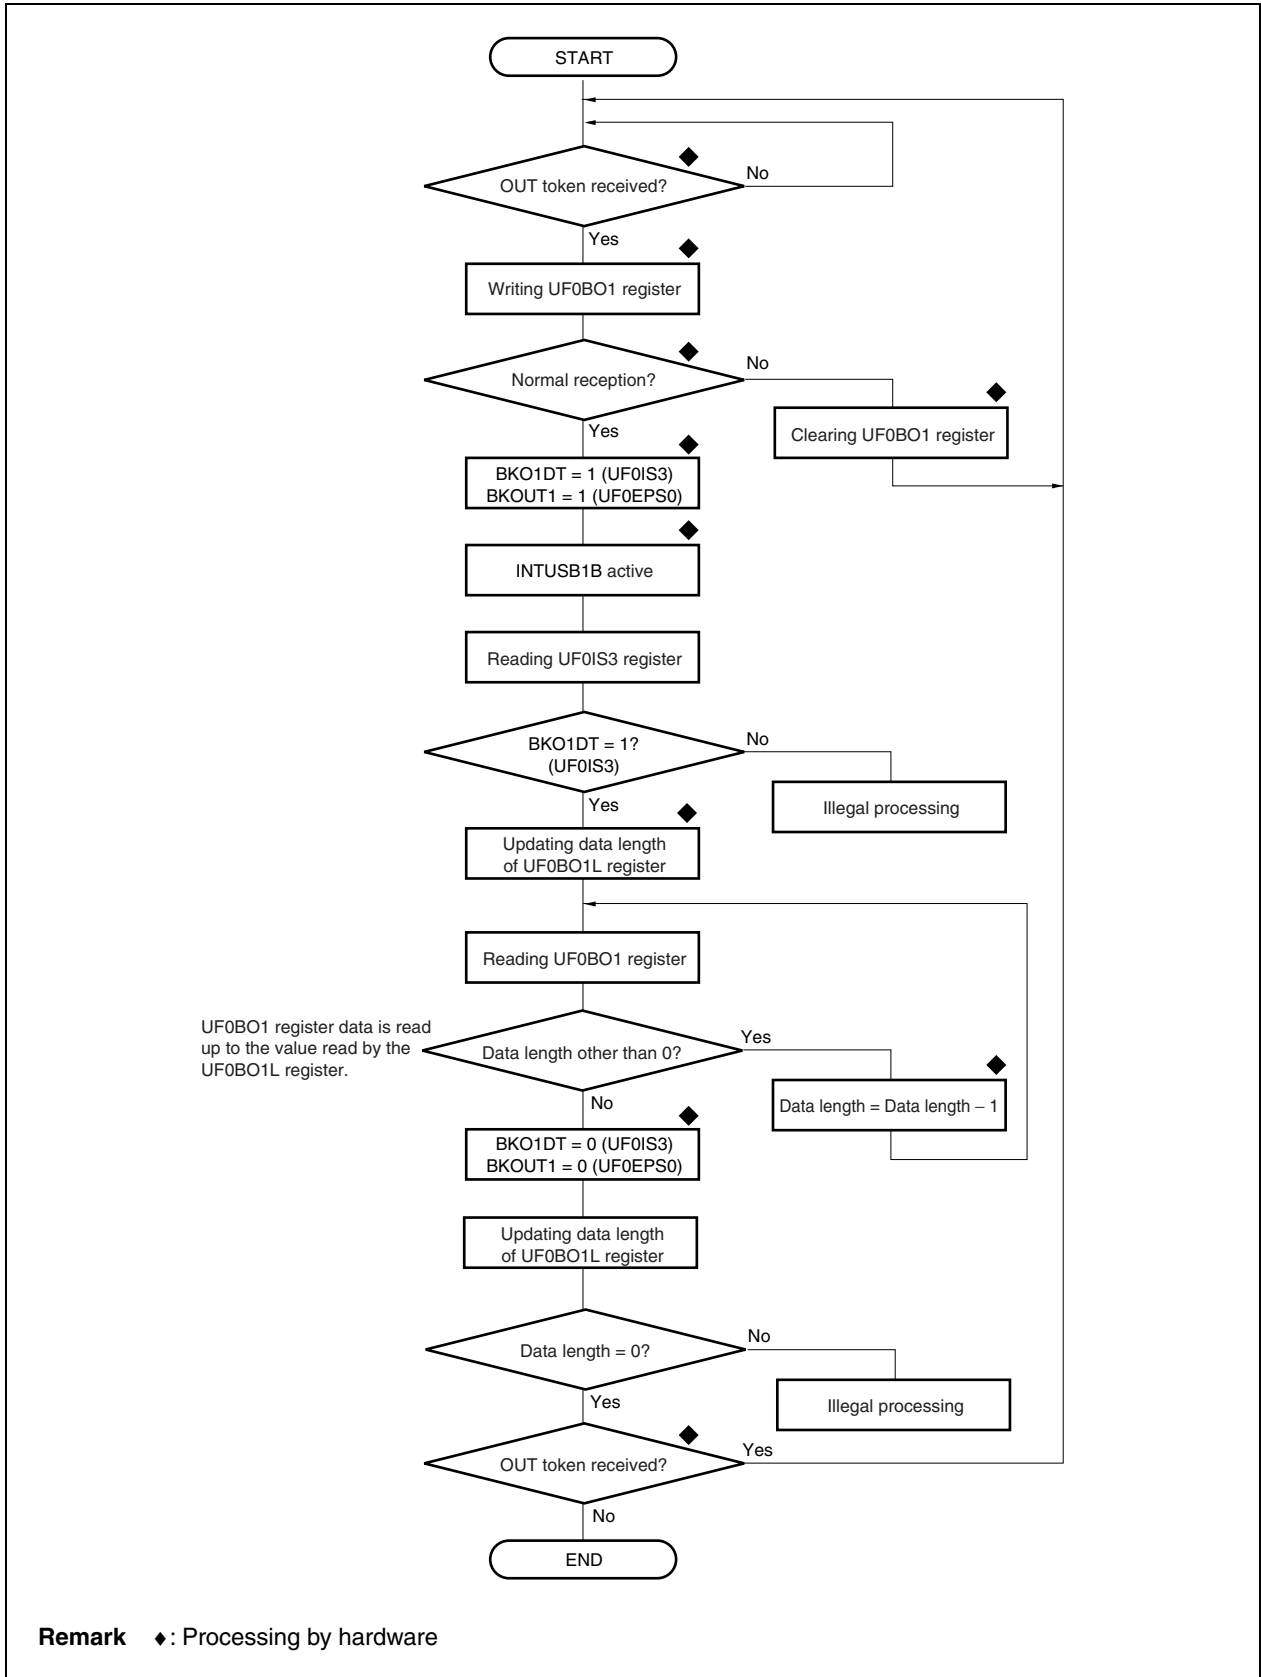 START
OUT token received?
No
Yes
Writing UF0BO1 register
Normal reception?
No
Clearing UF0BO1 register
Yes
BKO1DT = 1 (UF0IS3)
BKOUT1 = 1 (UF0EPS0)
INTUSB1B active
Reading UF0IS3 register
BKO1DT = 1?
(UF0IS3)
No
Illegal processing
Yes
Updating data length
of UF0BO1L register
Reading UF0BO1 register
UF0BO1 register data is read
up to the value read by the
UF0BO1L register.
Data length other than 0?
Yes
Data length = Data length − 1
No
BKO1DT = 0 (UF0IS3)
BKOUT1 = 0 (UF0EPS0)
Updating data length
of UF0BO1L register
Data length = 0?
No
Illegal processing
Yes
OUT token received?
Yes
No
END
Remark ♦: Processing by hardware